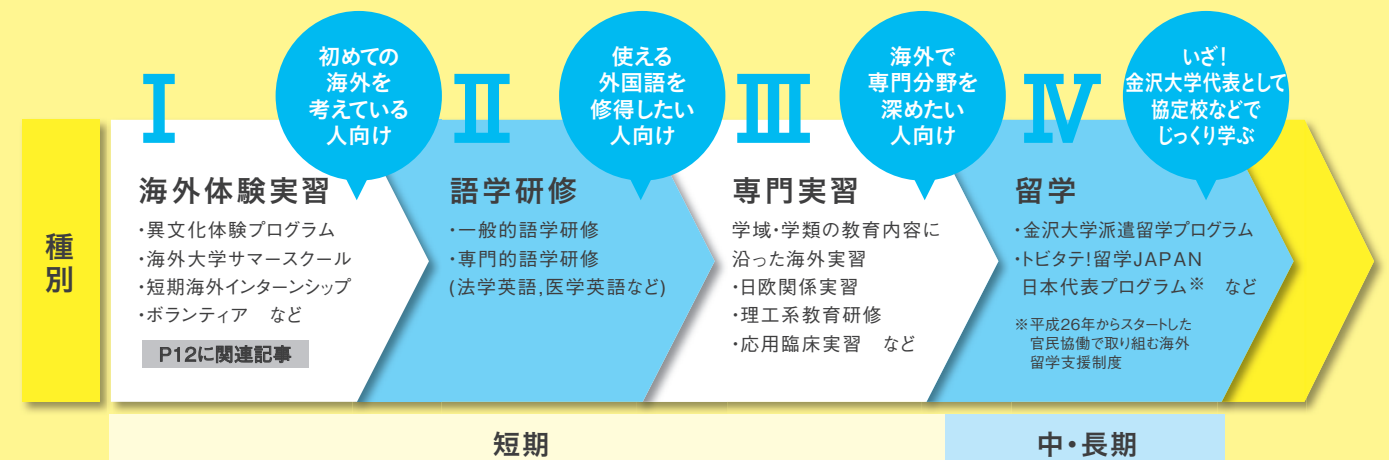 種別
Ⅰ
初めての
海外を
考えている
人向け
海外体験実習
・異文化体験プログラム
・海外大学サマースクール
・短期海外インターンシップ
・ボランティア　など
P12に関連記事
Ⅱ
使える
外国語を
修得したい
人向け
語学研修
・一般的語学研修
・専門的語学研修
(法学英語,医学英語など)
Ⅲ
海外で
専門分野を
深めたい
人向け
専門実習
学域・学類の教育内容に
沿った海外実習
・日欧関係実習
・理工系教育研修
・応用臨床実習　など
Ⅳ
いざ!
金沢大学代表として
協定校などで
じっくり学ぶ
留学
・金沢大学派遣留学プログラム
・トビタテ!留学JAPAN
日本代表プログラム※　など
※平成26年からスタートした
官民協働で取り組む海外
留学支援制度
短期
中・長期